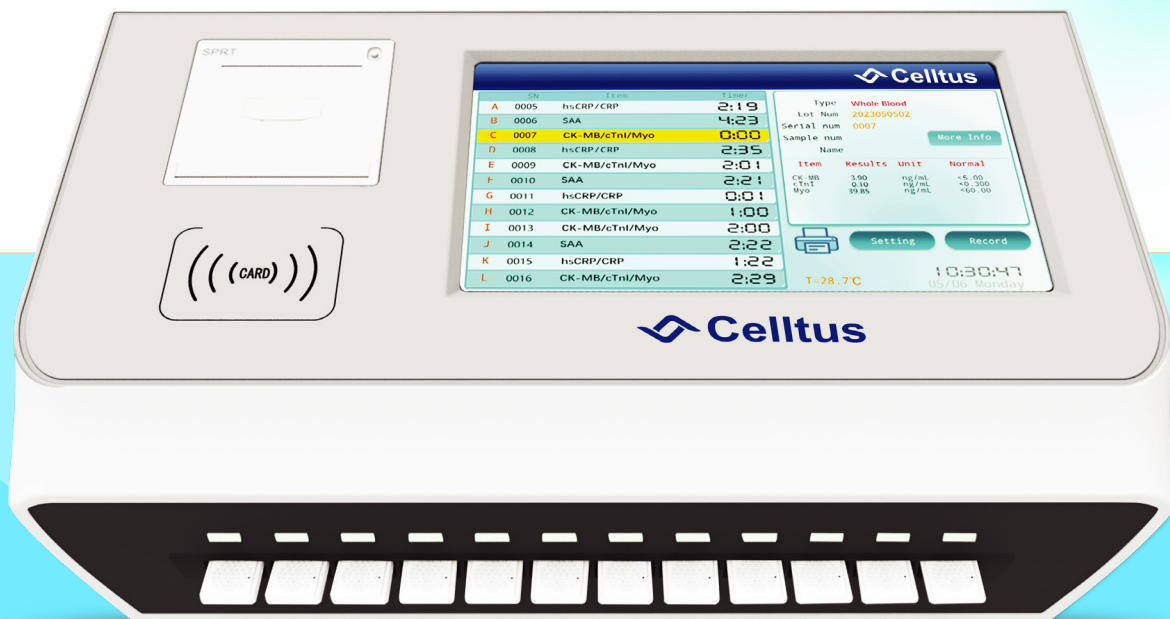 SPRT
(((CARD)))
Celltus
SN Item Timer
A 0005 hsCRP/CRP 2:19
B 0006 SAA 4:23
C 0007 CK-MB/cTnI/Myo 0:00
D 0008 hsCRP/CRP 2:35
E 0009 CK-MB/cTnI/Myo 2:01
F 0010 SAA 2:21
G 0011 hsCRP/CRP 0:01
H 0012 CK-MB/cTnI/Myo 1:00
I 0013 CK-MB/cTnI/Myo 2:00
J 0014 SAA 2:22
K 0015 hsCRP/CRP 1:22
L 0016 CK-MB/cTnI/Myo 2:29
Type Whole Blood
Lot Num 2023050502
Serial num 0007
Sample num
Name
More Info
Item Results Unit Normal
CK-MB 3.90 ng/mL <5.00
cTnI 0.10 ng/mL <0.300
Myo 39.85 ng/mL <60.00
Setting Record
T=28.7℃
10:30:47
05/06 Monday
Celltus